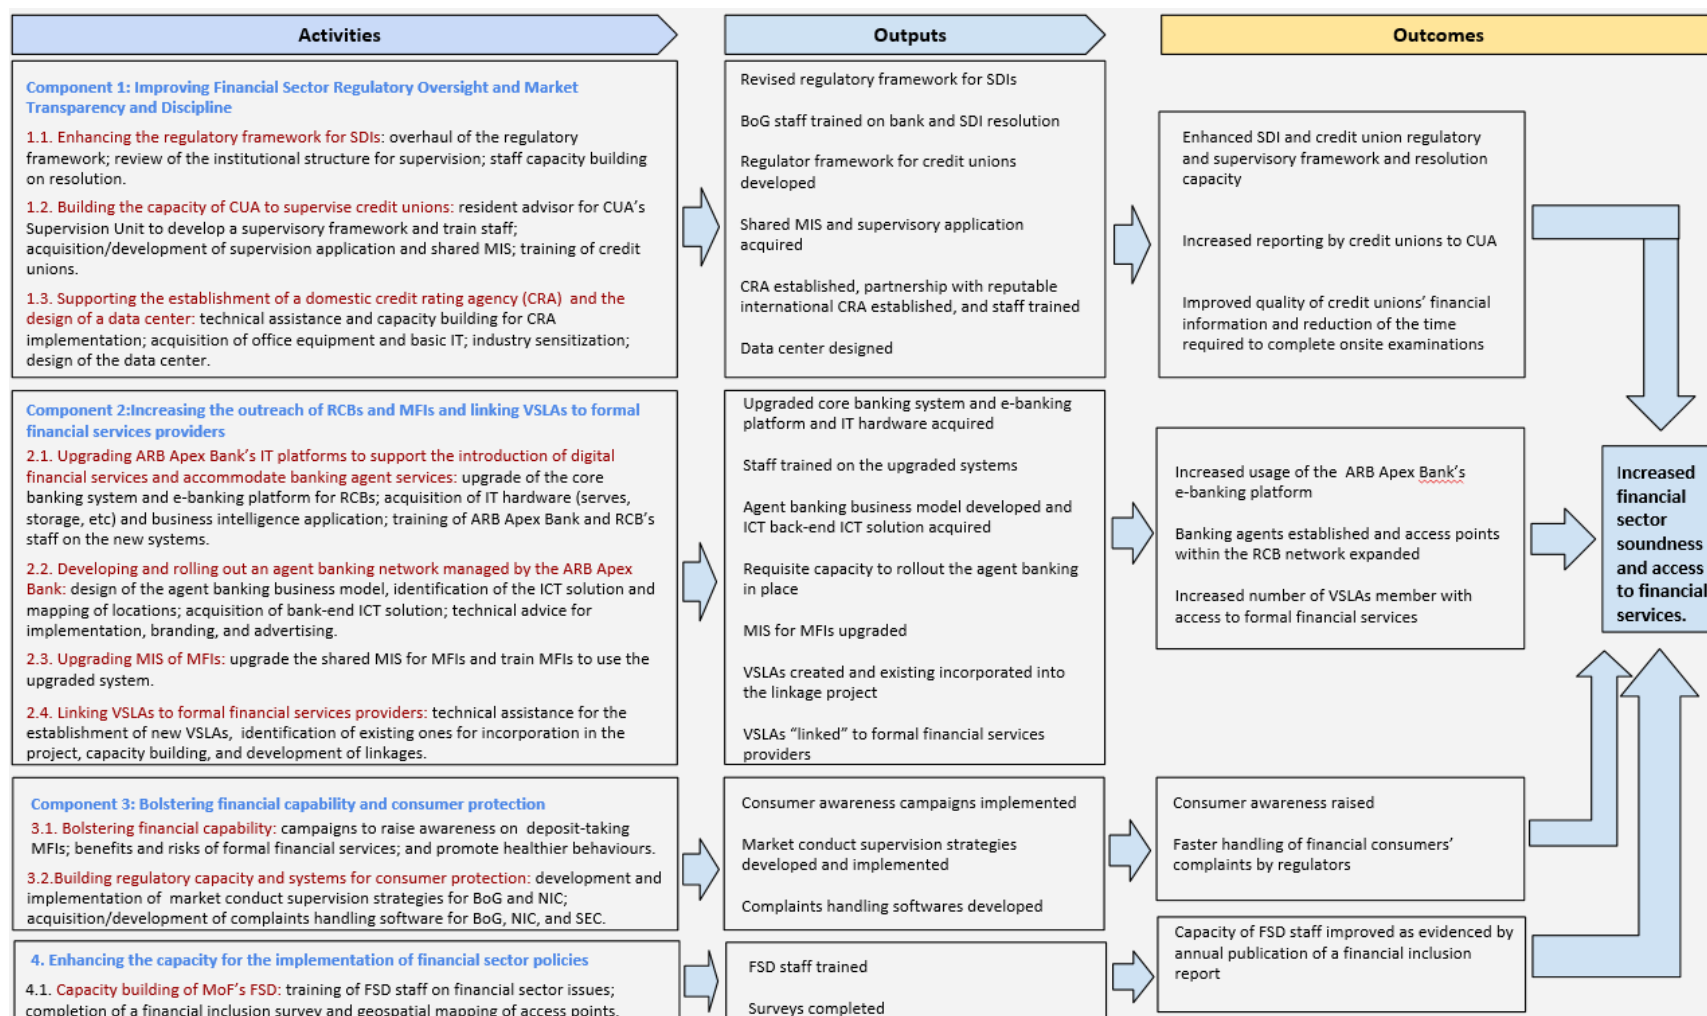 Activities
Outputs
Outcomes
Component 1: Improving Financial Sector Regulatory Oversight and Market
Transparency and Discipline
1.1. Enhancing the regulatory framework for SDIs: overhaul of the regulatory
framework; review of the institutional structure for supervision; staff capacity building
on resolution.
1.2. Building the capacity of CUA to supervise credit unions: resident advisor for CUA's
Supervision Unit to develop a supervisory framework and train staff;
acquisition/development of supervision application and shared MIS; training of credit
unions.
1.3. Supporting the establishment of a domestic credit rating agency (CRA) and the
design of a data center: technical assistance and capacity building for CRA
implementation; acquisition of office equipment and basic IT; industry sensitization;
design of the data center.
Revised regulatory framework for SDIs
BoG staff trained on bank and SDI resolution
Regulator framework for credit unions
developed
Shared MIS and supervisory application
acquired
CRA established, partnership with reputable
international CRA established, and staff trained
Data center designed
Enhanced SDI and credit union regulatory
and supervisory framework and resolution
capacity
Increased reporting by credit unions to CUA
Improved quality of credit unions' financial
information and reduction of the time
required to complete onsite examinations
Component 2:Increasing the outreach of RCBs and MFIs and linking VSLAs to formal
financial services providers
2.1. Upgrading ARB Apex Bank's IT platforms to support the introduction of digital
financial services and accommodate banking agent services: upgrade of the core
banking system and e-banking platform for RCBs; acquisition of IT hardware (serves,
storage, etc) and business intelligence application; training of ARB Apex Bank and RCB's
staff on the new systems.
2.2. Developing and rolling out an agent banking network managed by the ARB Apex
Bank: design of the agent banking business model, identification of the ICT solution and
mapping of locations; acquisition of bank-end ICT solution; technical advice for
implementation, branding, and advertising.
2.3. Upgrading MIS of MFIs: upgrade the shared MIS for MFIs and train MFIs to use the
upgraded system.
2.4. Linking VSLAs to formal financial services providers: technical assistance for the
establishment of new VSLAs, identification of existing ones for incorporation in the
project, capacity building, and development of linkages.
Upgraded core banking system and e-banking
platform and IT hardware acquired
Staff trained on the upgraded systems
Agent banking business model developed and
ICT back-end ICT solution acquired
Requisite capacity to rollout the agent banking
in place
MIS for MFIs upgraded
VSLAs created and existing incorporated into
the linkage project
VSLAs "linked" to formal financial services
providers
Increased usage of the ARB Apex Bank's
e-banking platform
Banking agents established and access points
within the RCB network expanded
Increased number of VSLAs member with
access to formal financial services
Increased
financial
sector
soundness
and access
to financial
services.
Component 3: Bolstering financial capability and consumer protection
3.1. Bolstering financial capability: campaigns to raise awareness on deposit-taking
MFIs; benefits and risks of formal financial services; and promote healthier behaviours.
3.2.Building regulatory capacity and systems for consumer protection: development and
implementation of market conduct supervision strategies for BoG and NIC;
acquisition/development of complaints handling software for BoG, NIC, and SEC.
Consumer awareness campaigns implemented
Market conduct supervision strategies
developed and implemented
Complaints handling softwares developed
Consumer awareness raised
Faster handling of financial consumers'
complaints by regulators
4. Enhancing the capacity for the implementation of financial sector policies
4.1. Capacity building of MoF's FSD: training of FSD staff on financial sector issues;
completion of a financial inclusion survey and geospatial mapping of access points.
FSD staff trained
Surveys completed
Capacity of FSD staff improved as evidenced by
annual publication of a financial inclusion
report